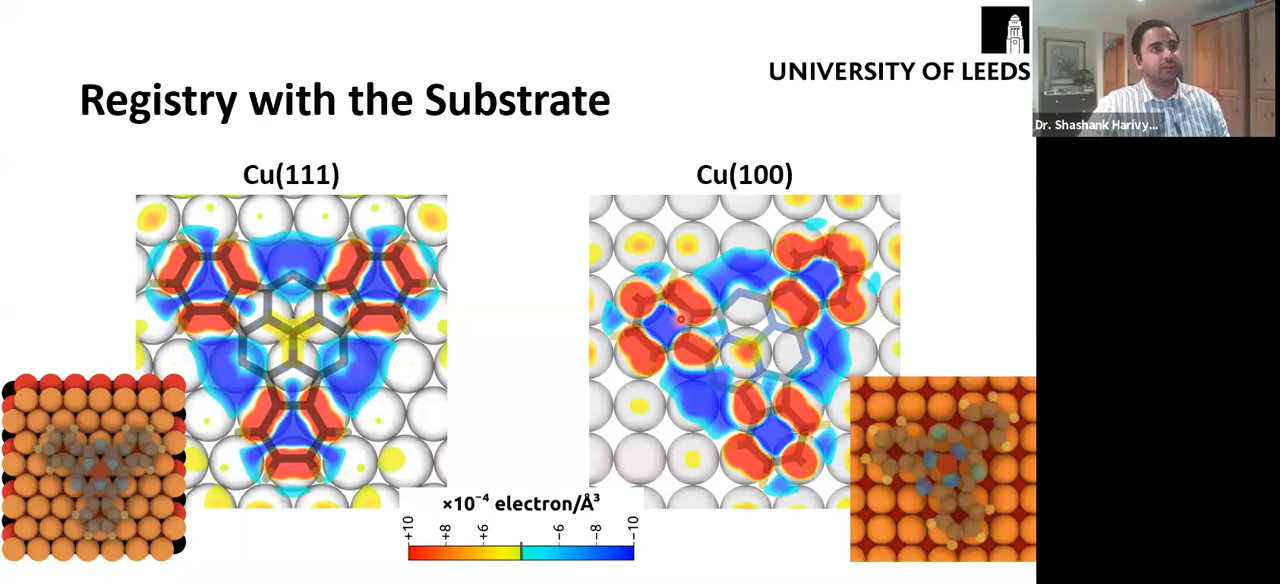 UNIVERSITY OF LEEDS
Dr. Shashank Harivy...
Registry with the Substrate
Cu(111)
Cu(100)
×10⁻⁴ electron/Å³
+10 +8 +6 −6 −8 −10